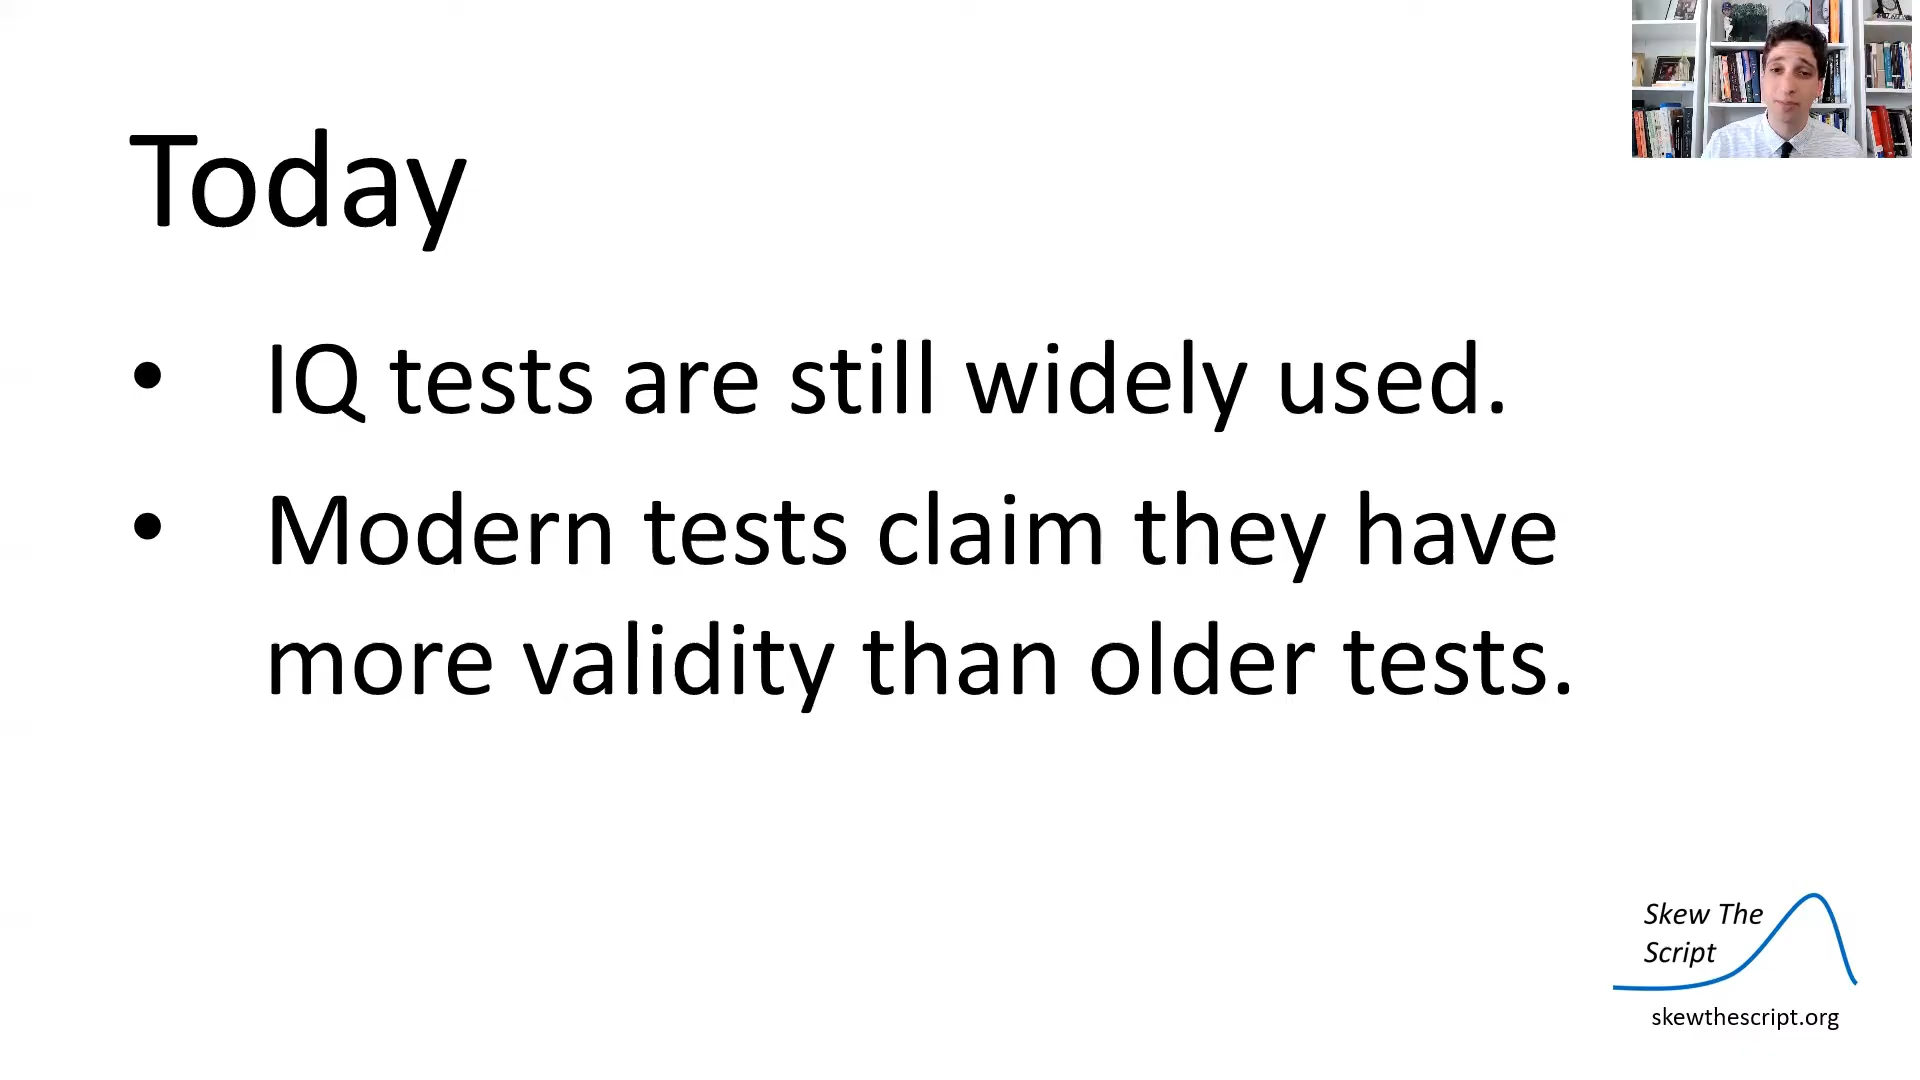 Today
• IQ tests are still widely used.
• Modern tests claim they have
more validity than older tests.
Skew The
Script
skewthescript.org